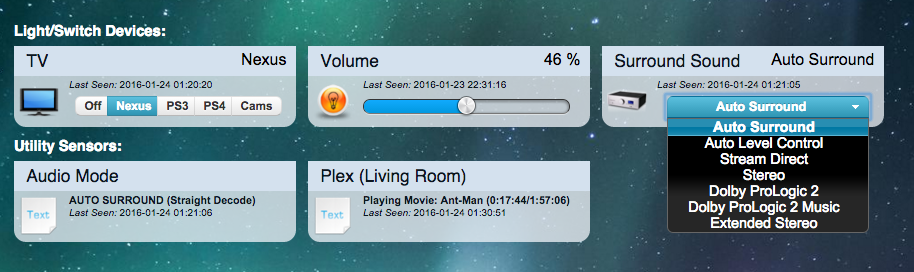 Light/Switch Devices:
TV Nexus
Last Seen: 2016-01-24 01:20:20
Off Nexus PS3 PS4 Cams
Volume 46 %
Last Seen: 2016-01-23 22:31:16
Surround Sound Auto Surround
Last Seen: 2016-01-24 01:21:05
Auto Surround
Auto Surround
Auto Level Control
Stream Direct
Stereo
Dolby ProLogic 2
Dolby ProLogic 2 Music
Extended Stereo
Utility Sensors:
Audio Mode
Text
AUTO SURROUND (Straight Decode)
Last Seen: 2016-01-24 01:21:06
Plex (Living Room)
Text
Playing Movie: Ant-Man (0:17:44/1:57:06)
Last Seen: 2016-01-24 01:30:51